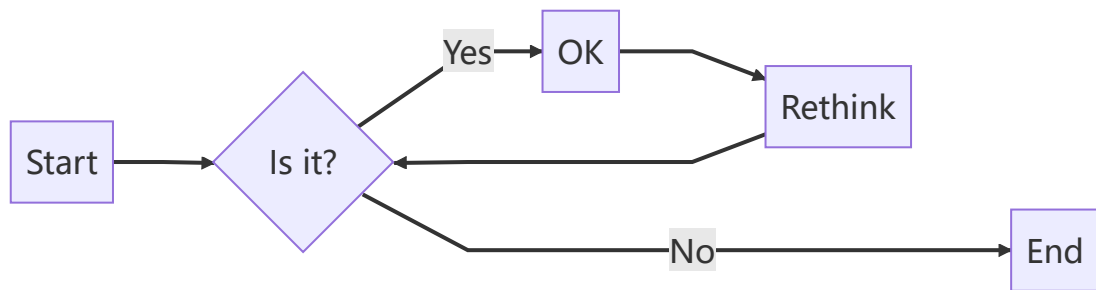 Start
Is it?
Yes
OK
Rethink
No
End